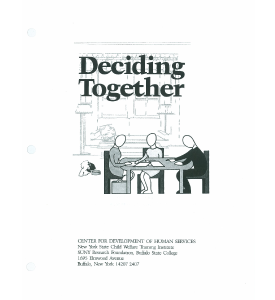 Deciding
Together
CENTER FOR DEVELOPMENT OF HUMAN SERVICES
New York State Child Welfare Training Institute
SUNY Research Foundation, Buffalo State College
1695 Elmwood Avenue
Buffalo, New York 14207 2407